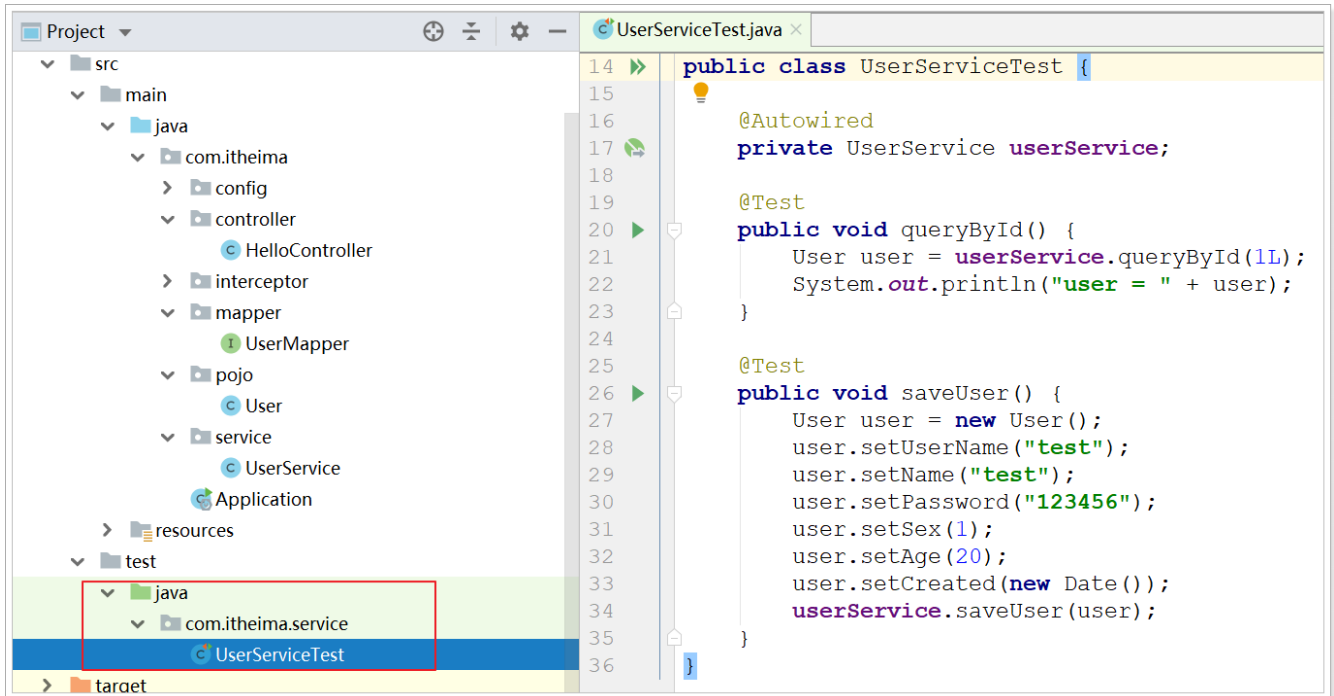 Project
src
main
java
com.itheima
config
controller
HelloController
interceptor
mapper
UserMapper
pojo
User
service
UserService
Application
resources
test
java
com.itheima.service
UserServiceTest
target
UserServiceTest.java
14 public class UserServiceTest {
15
16 @Autowired
17 private UserService userService;
18
19 @Test
20 public void queryById() {
21 User user = userService.queryById(1L);
22 System.out.println("user = " + user);
23 }
24
25 @Test
26 public void saveUser() {
27 User user = new User();
28 user.setUserName("test");
29 user.setName("test");
30 user.setPassword("123456");
31 user.setSex(1);
32 user.setAge(20);
33 user.setCreated(new Date());
34 userService.saveUser(user);
35 }
36 }